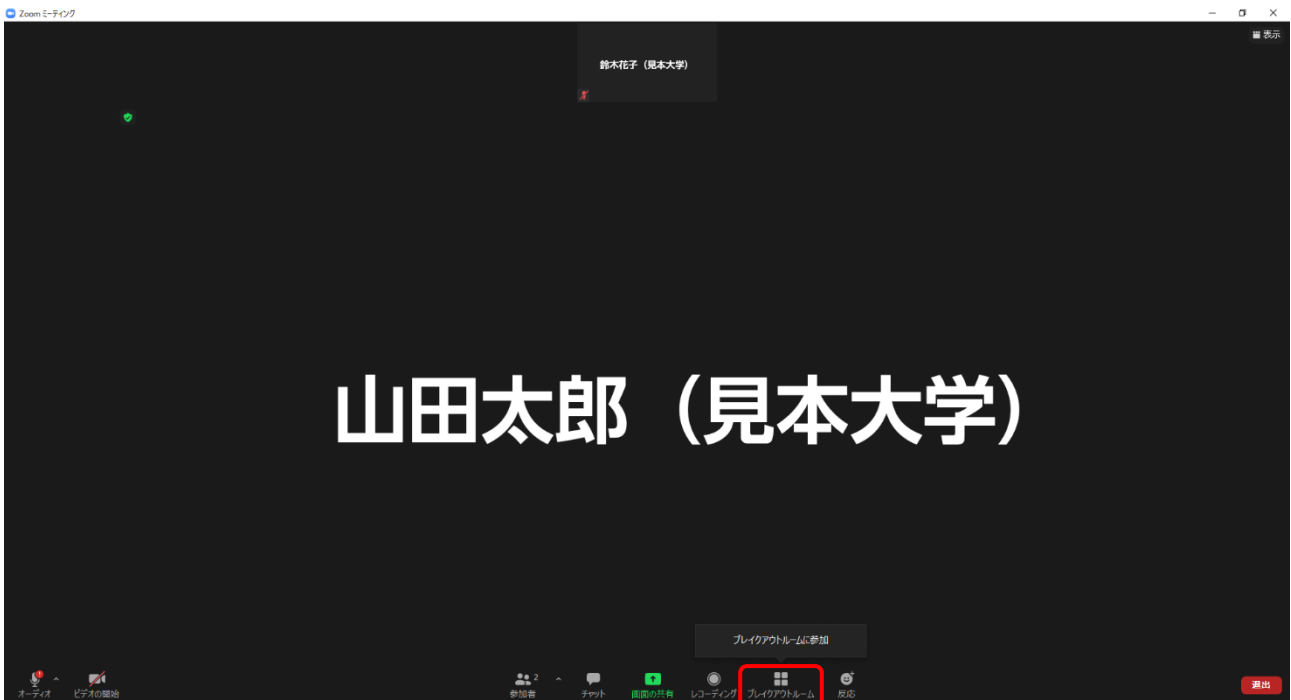 Zoom ミーティング
表示
鈴木花子（見本大学）
山田太郎（見本大学）
ブレイクアウトルームに参加
オーディオ
ビデオの開始
2
参加者
チャット
画面の共有
レコーディング
ブレイクアウトルーム
反応
退出